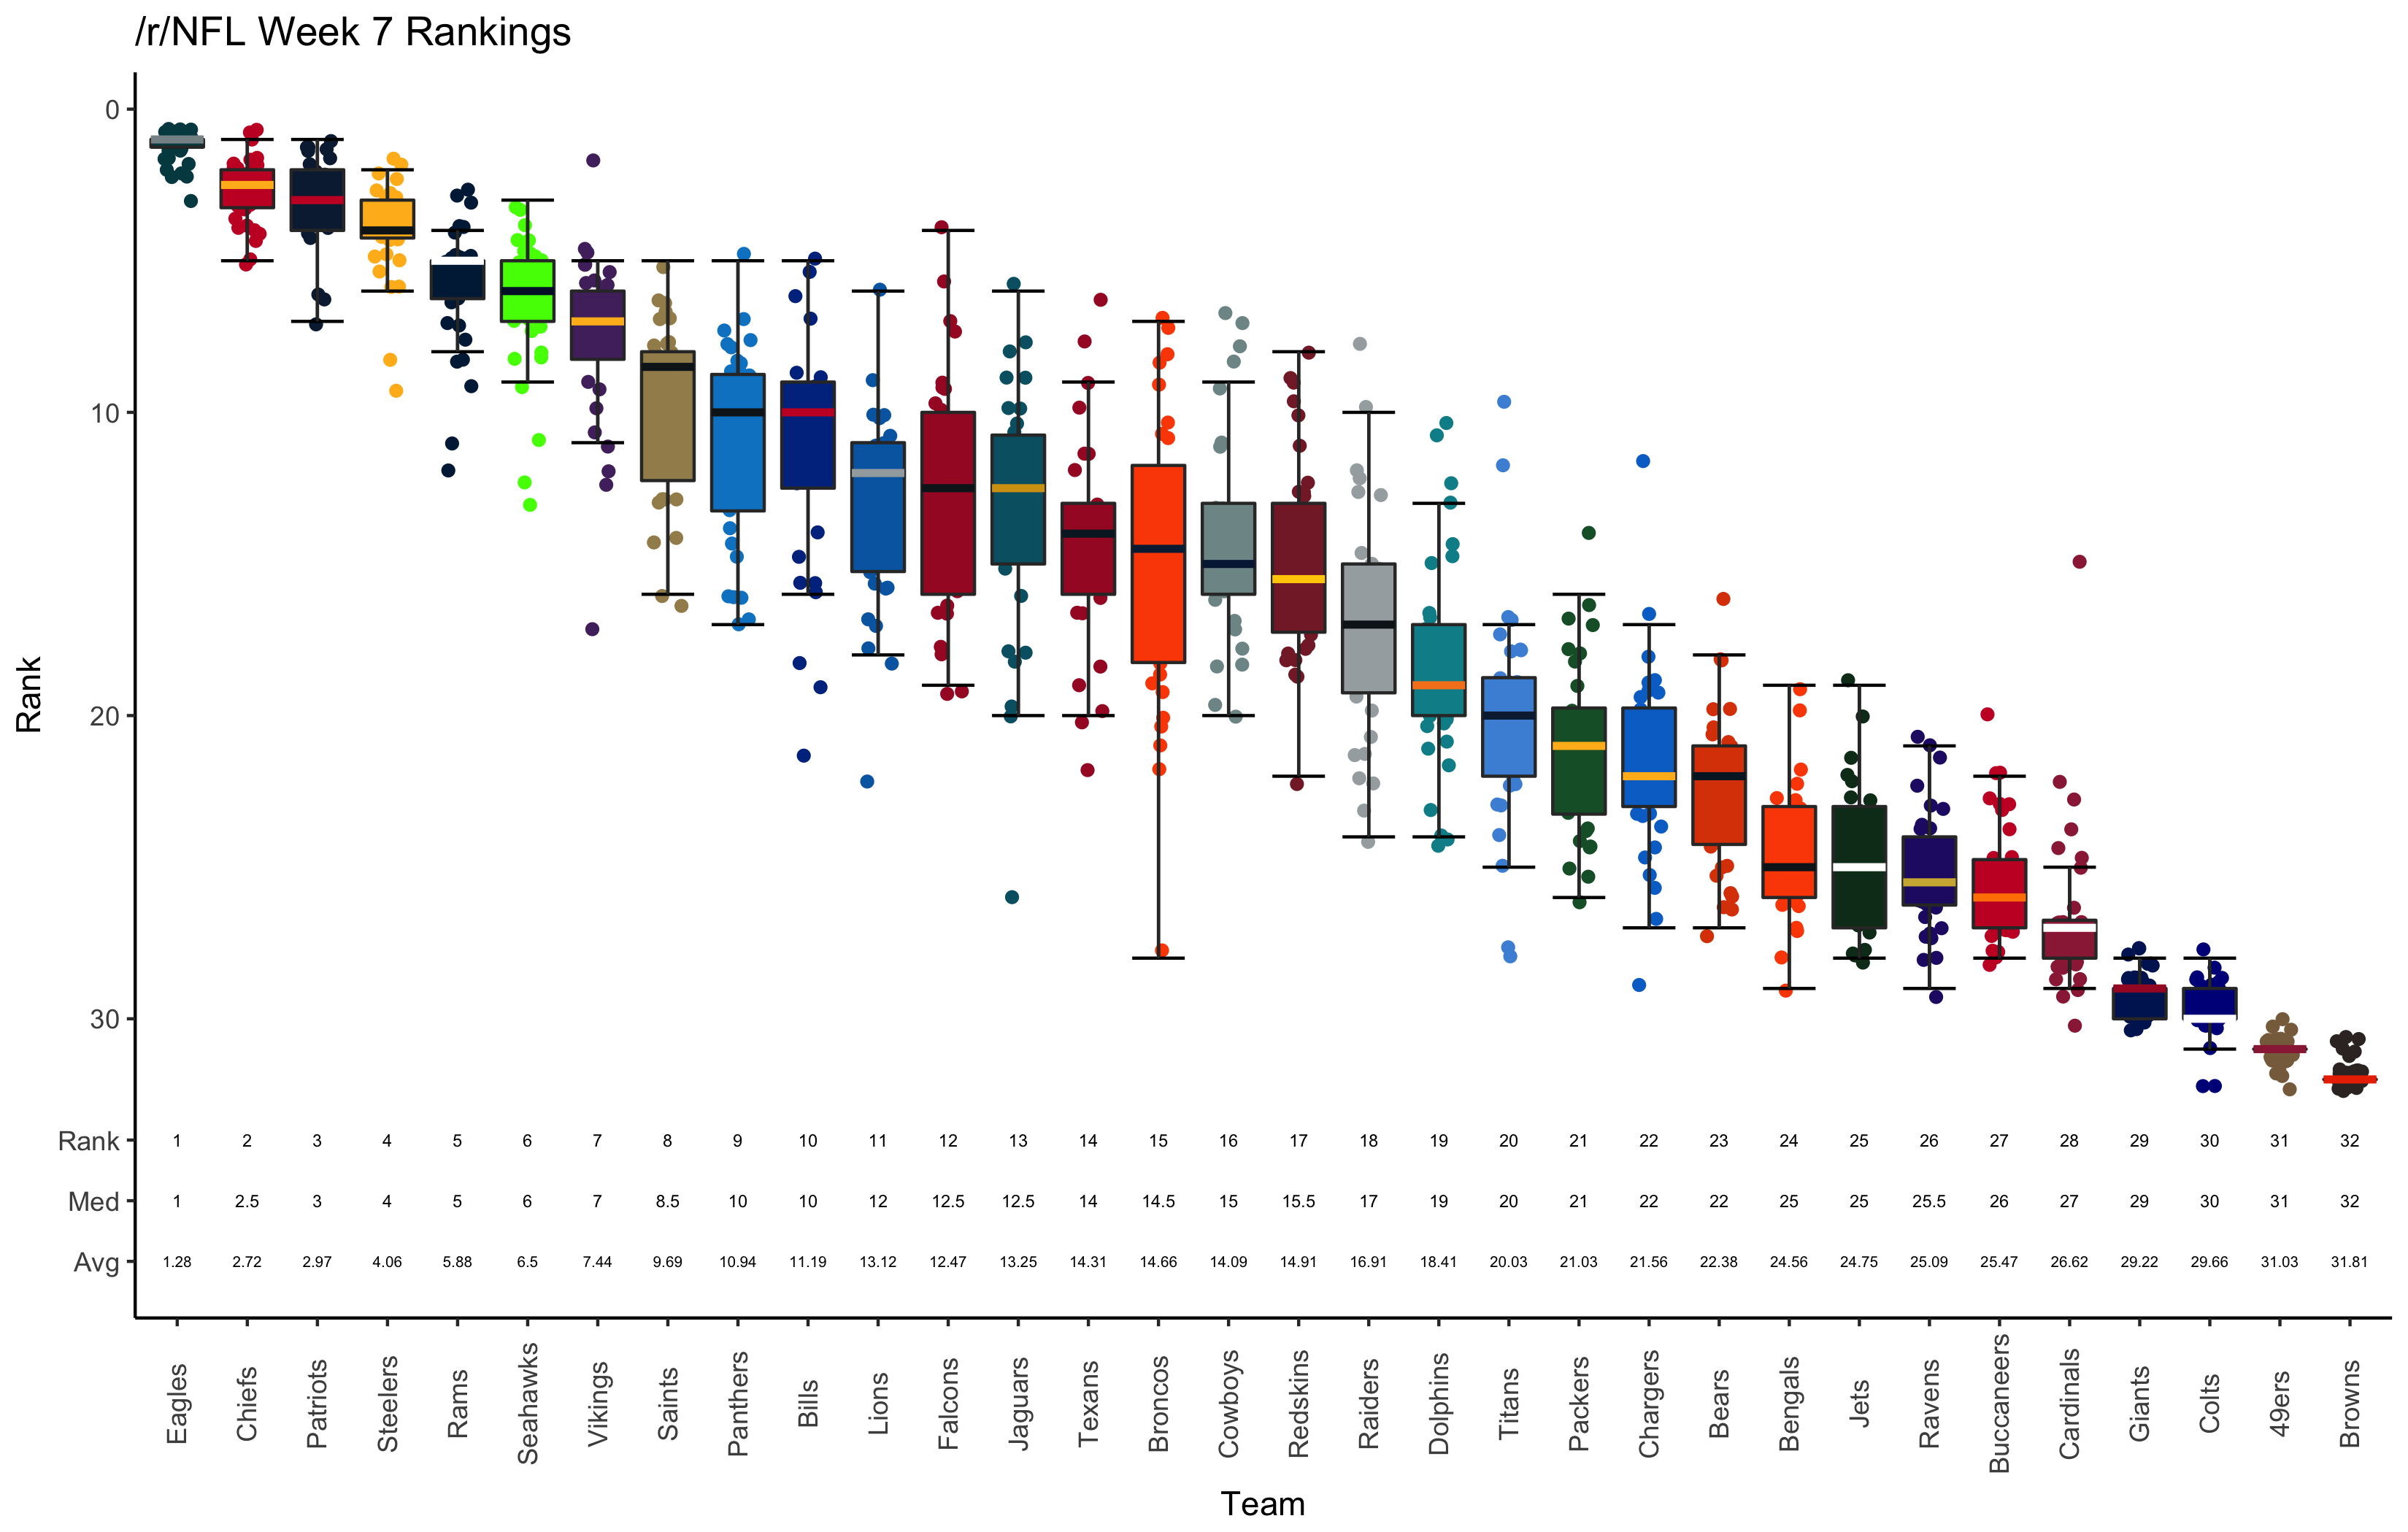 /r/NFL Week 7 Rankings
0
10
20
30
Rank
Rank 1 2 3 4 5 6 7 8 9 10 11 12 13 14 15 16 17 18 19 20 21 22 23 24 25 26 27 28 29 30 31 32
Med 1 2.5 3 4 5 6 7 8.5 10 10 12 12.5 12.5 14 14.5 15 15.5 17 19 20 21 22 22 25 25 25.5 26 27 29 30 31 32
Avg 1.28 2.72 2.97 4.06 5.88 6.5 7.44 9.69 10.94 11.19 13.12 12.47 13.25 14.31 14.66 14.09 14.91 16.91 18.41 20.03 21.03 21.56 22.38 24.56 24.75 25.09 25.47 26.62 29.22 29.66 31.03 31.81
Eagles Chiefs Patriots Steelers Rams Seahawks Vikings Saints Panthers Bills Lions Falcons Jaguars Texans Broncos Cowboys Redskins Raiders Dolphins Titans Packers Chargers Bears Bengals Jets Ravens Buccaneers Cardinals Giants Colts 49ers Browns
Team